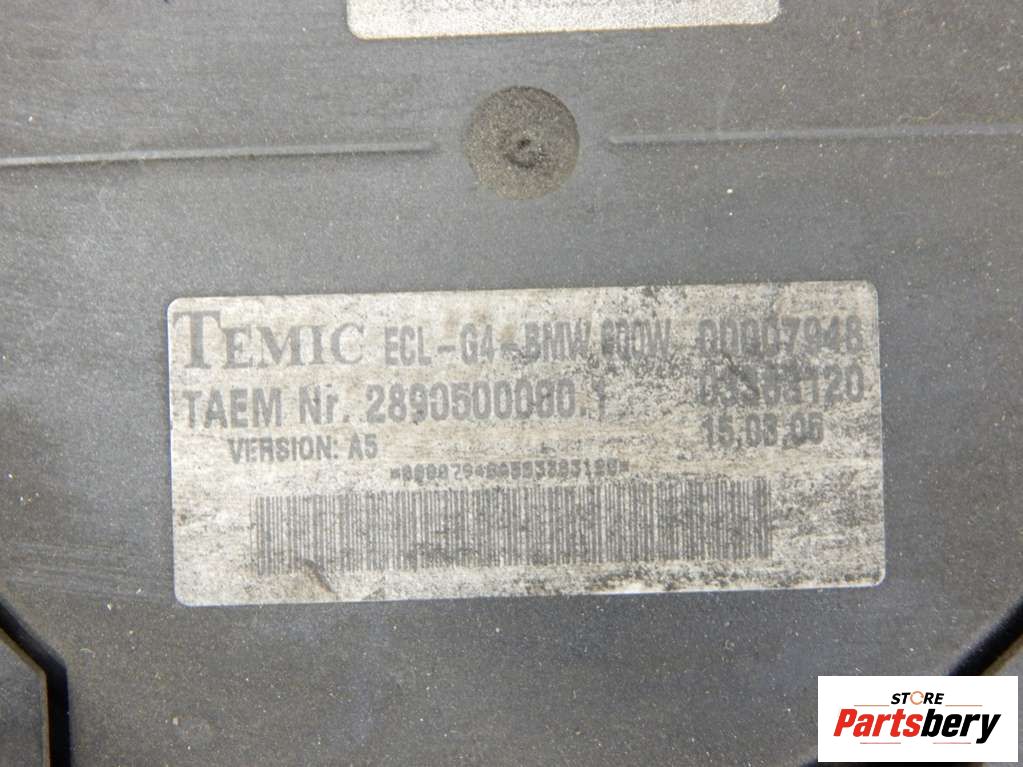 TEMIC ECL-G4-BMW 600W 00007948
TAEM Nr. 2890500080.1 03303120
VERSION: A5 15.03.06
STORE
Partsbery